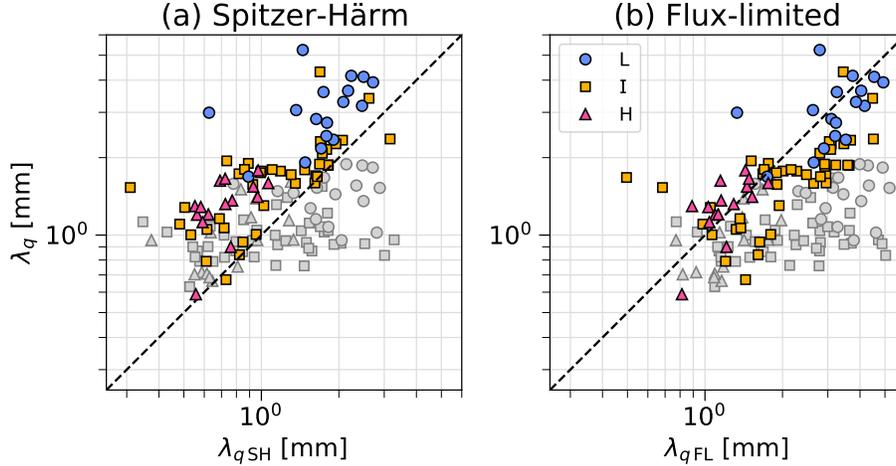 (a) Spitzer-Härm
(b) Flux-limited
L
I
H
λq [mm]
10⁰
10⁰
10⁰
10⁰
λq SH [mm]
λq FL [mm]